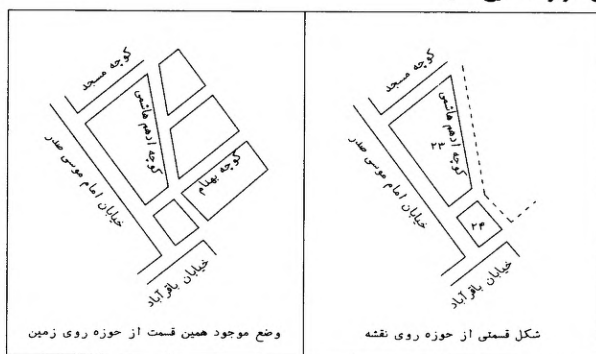 کوچه مسجد
کوچه ادهم هاشمی
۲۳
خیابان امام موسی صدر
۲۴
خیابان باقرآباد
شکل قسمتی از حوزه روی نقشه
کوچه مسجد
کوچه ادهم هاشمی
کوچه بهنام
خیابان امام موسی صدر
خیابان باقرآباد
وضع موجود همین قسمت از حوزه روی زمین